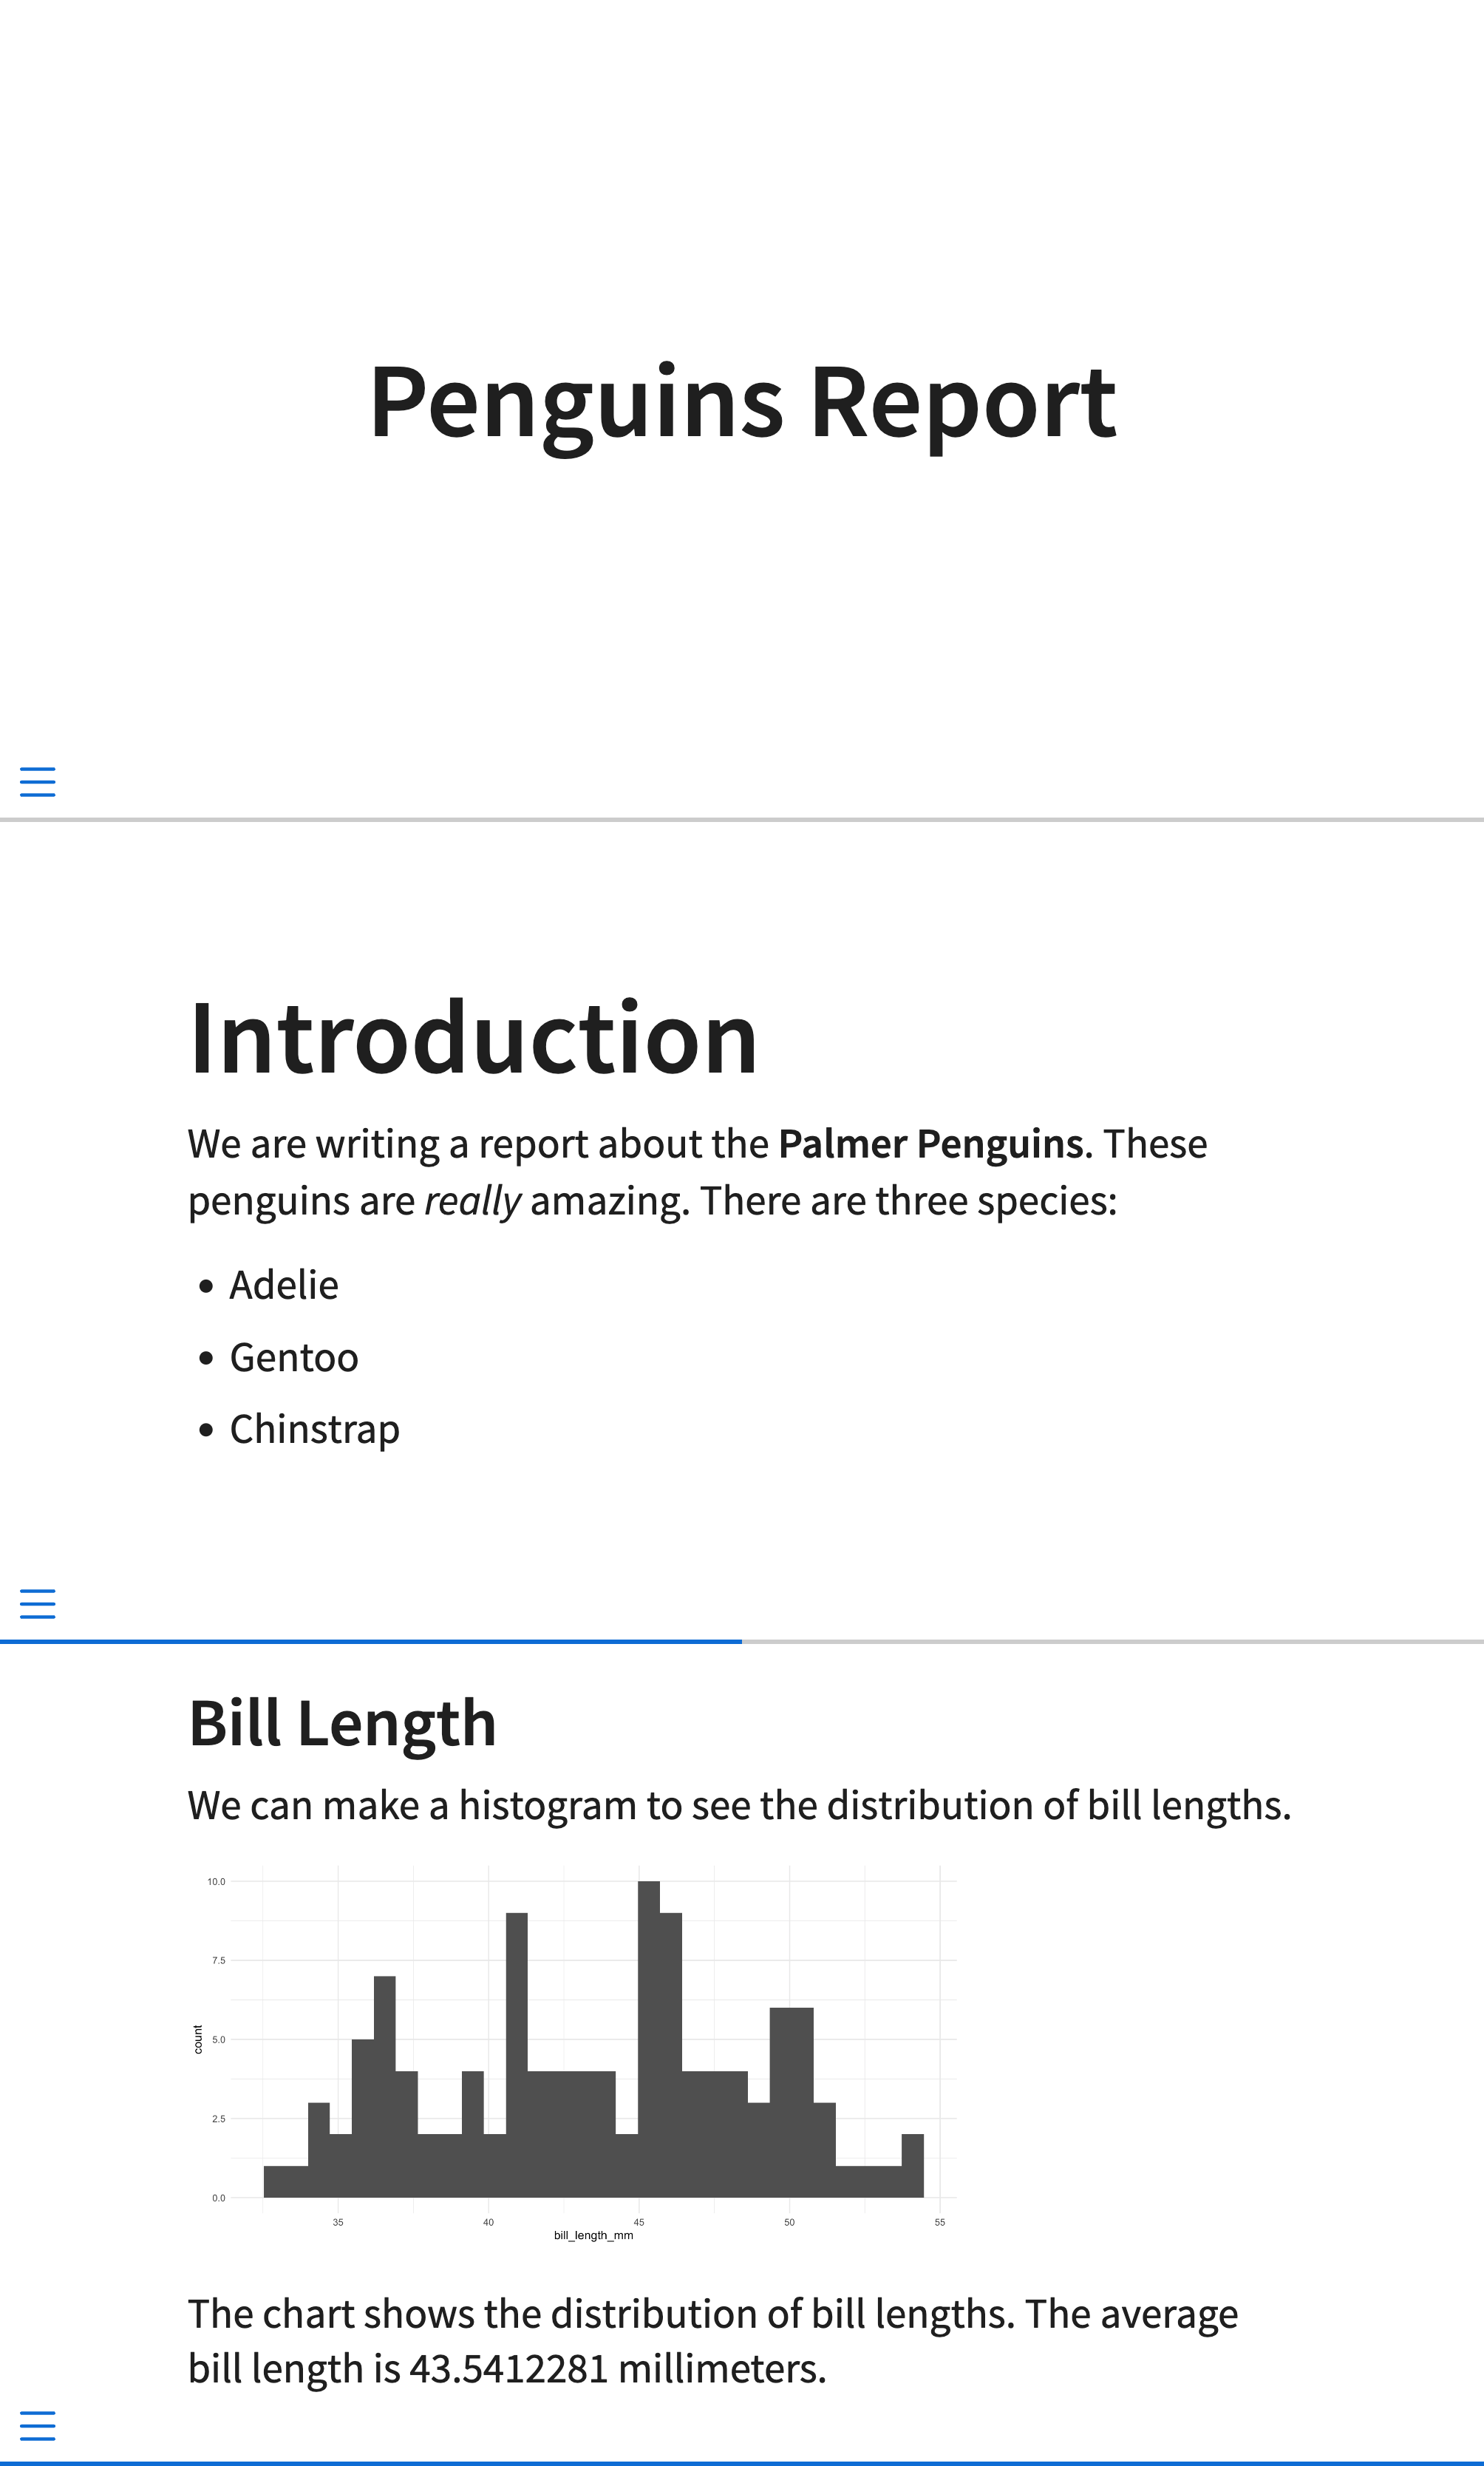 Penguins Report
Introduction
We are writing a report about the Palmer Penguins. These
penguins are really amazing. There are three species:
• Adelie
• Gentoo
• Chinstrap
Bill Length
We can make a histogram to see the distribution of bill lengths.
10.0
7.5
5.0
2.5
0.0
count
35 40 45 50 55
bill_length_mm
The chart shows the distribution of bill lengths. The average
bill length is 43.5412281 millimeters.